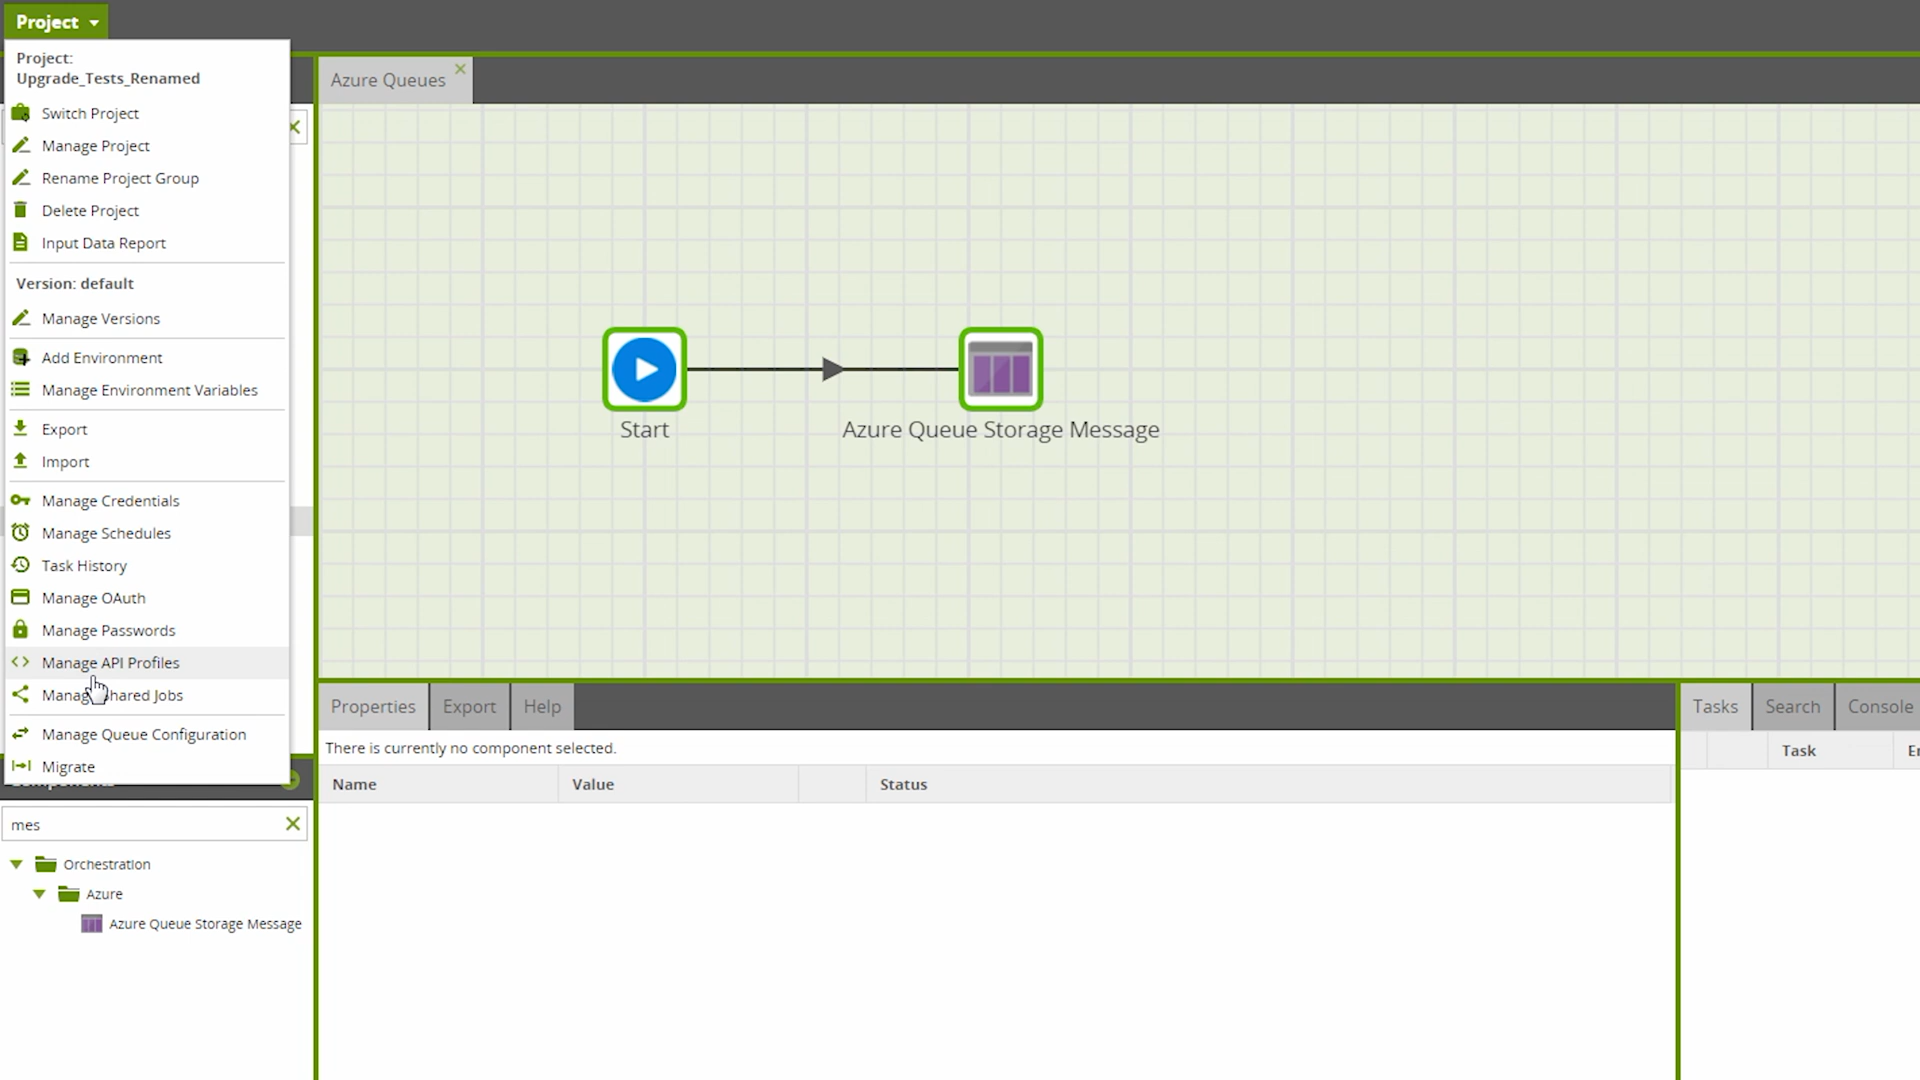 Project
Project:
Upgrade_Tests_Renamed
Switch Project
Manage Project
Rename Project Group
Delete Project
Input Data Report
Version: default
Manage Versions
Add Environment
Manage Environment Variables
Export
Import
Manage Credentials
Manage Schedules
Task History
Manage OAuth
Manage Passwords
Manage API Profiles
Manage Shared Jobs
Manage Queue Configuration
Migrate
mes
Orchestration
Azure
Azure Queue Storage Message
Azure Queues
Start
Azure Queue Storage Message
Properties
Export
Help
There is currently no component selected.
Name
Value
Status
Tasks
Search
Console
Task